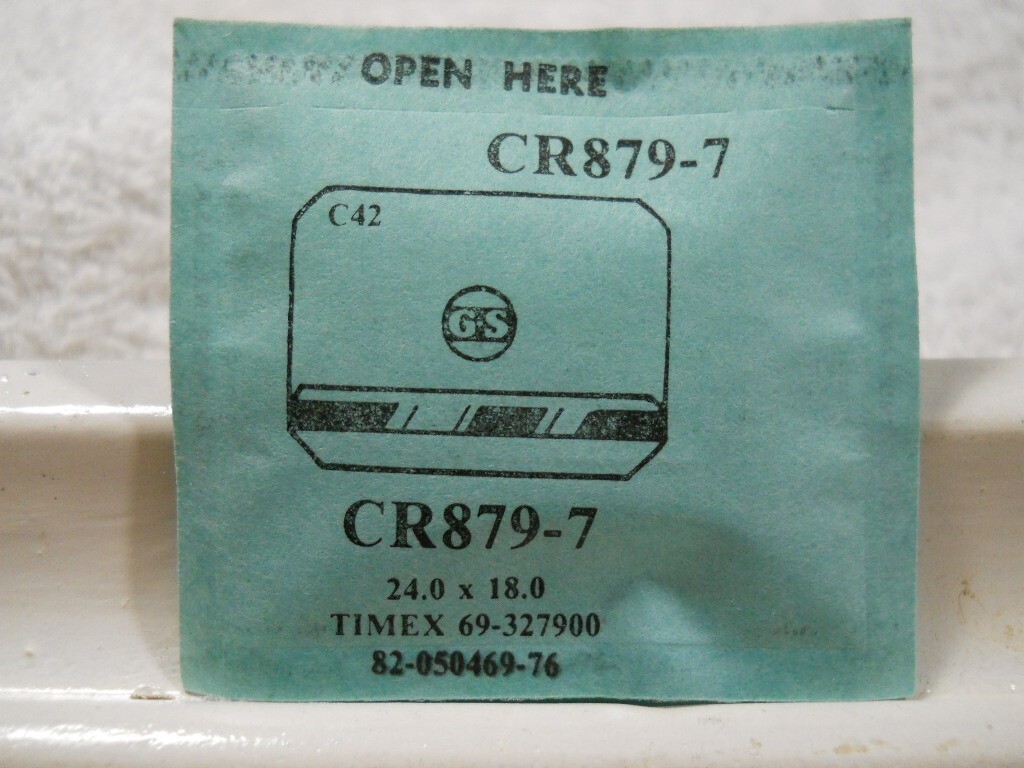 OPEN HERE
CR879-7
C42
GS
CR879-7
24.0 x 18.0
TIMEX 69-327900
82-050469-76